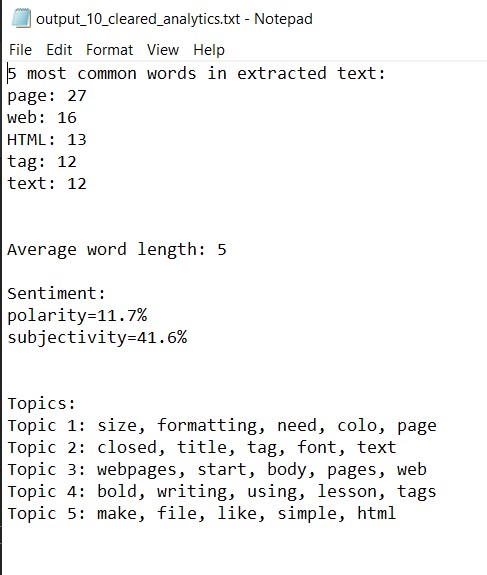 output_10_cleared_analytics.txt - Notepad
File Edit Format View Help
5 most common words in extracted text:
page: 27
web: 16
HTML: 13
tag: 12
text: 12
Average word length: 5
Sentiment:
polarity=11.7%
subjectivity=41.6%
Topics:
Topic 1: size, formatting, need, colo, page
Topic 2: closed, title, tag, font, text
Topic 3: webpages, start, body, pages, web
Topic 4: bold, writing, using, lesson, tags
Topic 5: make, file, like, simple, html